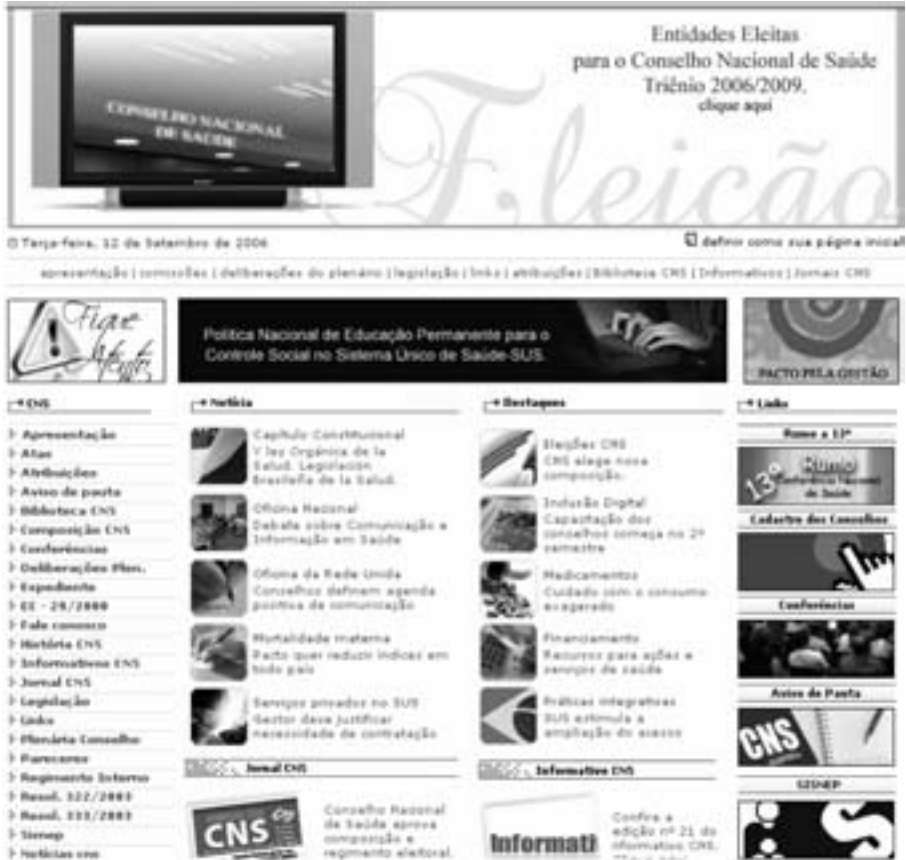 Entidades Eleitas
para o Conselho Nacional de Saúde
Triênio 2006/2009.
clique aqui
CONSELHO NACIONAL
DE SAÚDE
Eleição
Terça-feira, 12 de Setembro de 2006
definir como sua página inicial
apresentação | comissões | deliberações do plenário | legislação | links | atribuições | Biblioteca CNS | Informativos | Jornais CNS
Fique
Atento
Política Nacional de Educação Permanente para o
Controle Social no Sistema Único de Saúde-SUS.
PACTO PELA GESTÃO
CNS
Apresentação
Atas
Atribuições
Aviso de pauta
Biblioteca CNS
Composição CNS
Conferências
Deliberações Plen.
Expediente
EC - 29/2000
Fale conosco
História CNS
Informativos CNS
Jornal CNS
Legislação
Links
Plenária Conselho
Pareceres
Regimento Interno
Resol. 322/2003
Resol. 333/2003
Sisnep
Notícias cns
Notícia
Capítulo Constitucional
Y ley Orgánica de la
Salud. Legislación
Brasileña de la Salud.
Oficina Nacional
Debate sobre Comunicação e
Informação em Saúde
Oficina da Rede Unida
Conselhos definem agenda
positiva de comunicação
Mortalidade materna
Pacto quer reduzir índices em
todo país
Serviços privados no SUS
Gestor deve justificar
necessidade de contratação
Jornal CNS
CNS
Conselho Nacional
de Saúde aprova
composição e
regimento eleitoral.
Destaques
Eleições CNS
CNS elege nova
composição.
Inclusão Digital
Capacitação dos
conselhos começa no 2º
semestre
Medicamentos
Cuidado com o consumo
exagerado
Financiamento
Recursos para ações e
serviços de saúde
Práticas integrativas
SUS estimula a
ampliação do acesso
Informativo CNS
Informati
Confira a
edição nº 21 do
informativo CNS.
Links
Rumo a 13ª
13ª Rumo
Conferência Nacional
de Saúde
Cadastro dos Conselhos
Conferências
Aviso de Pauta
CNS
SISNEP